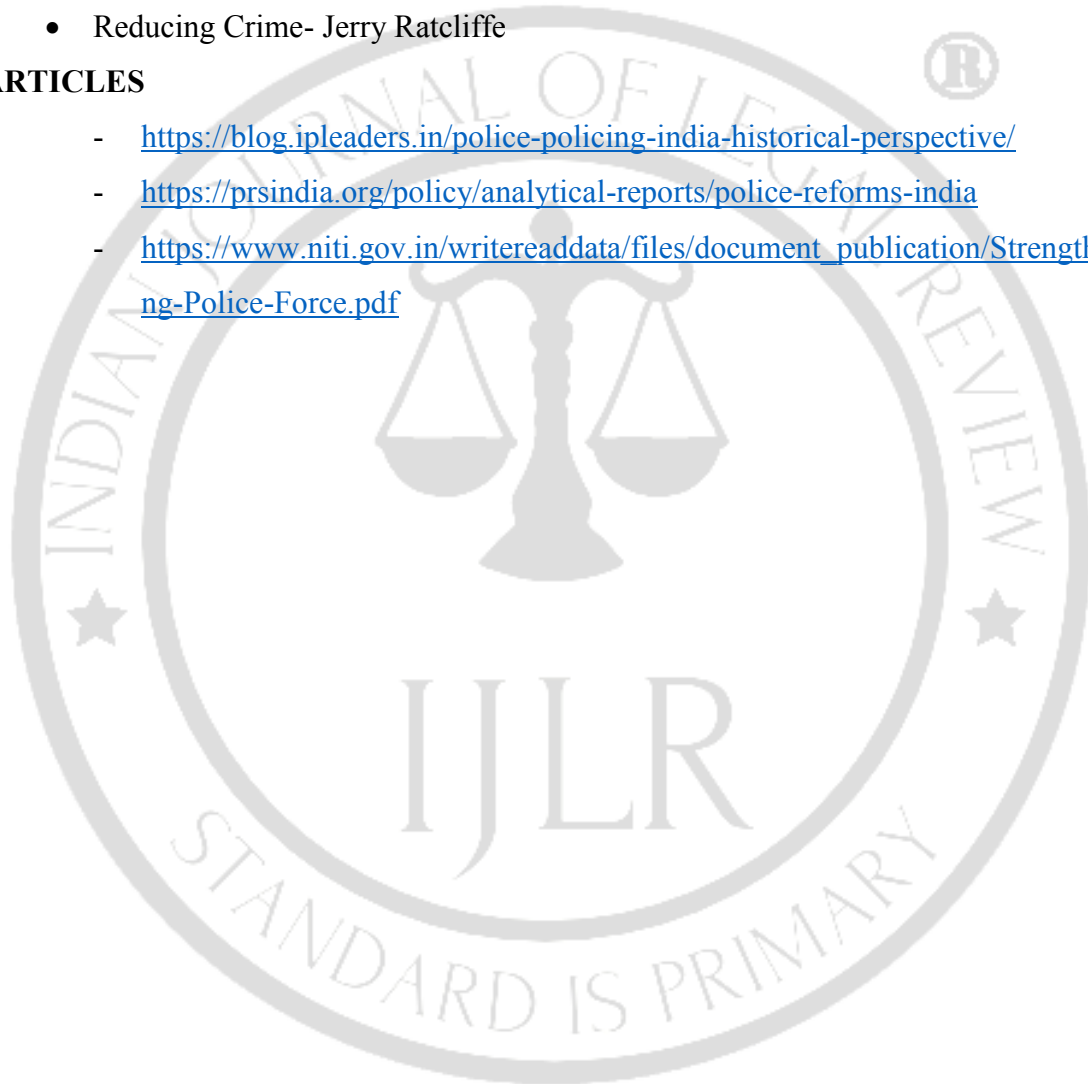 • Reducing Crime- Jerry Ratcliffe
ARTICLES
- https://blog.ipleaders.in/police-policing-india-historical-perspective/
- https://prsindia.org/policy/analytical-reports/police-reforms-india
- https://www.niti.gov.in/writereaddata/files/document_publication/Strength
ng-Police-Force.pdf
®
INDIAN JOURNAL OF LEGAL REVIEW
IJLR
STANDARD IS PRIMARY